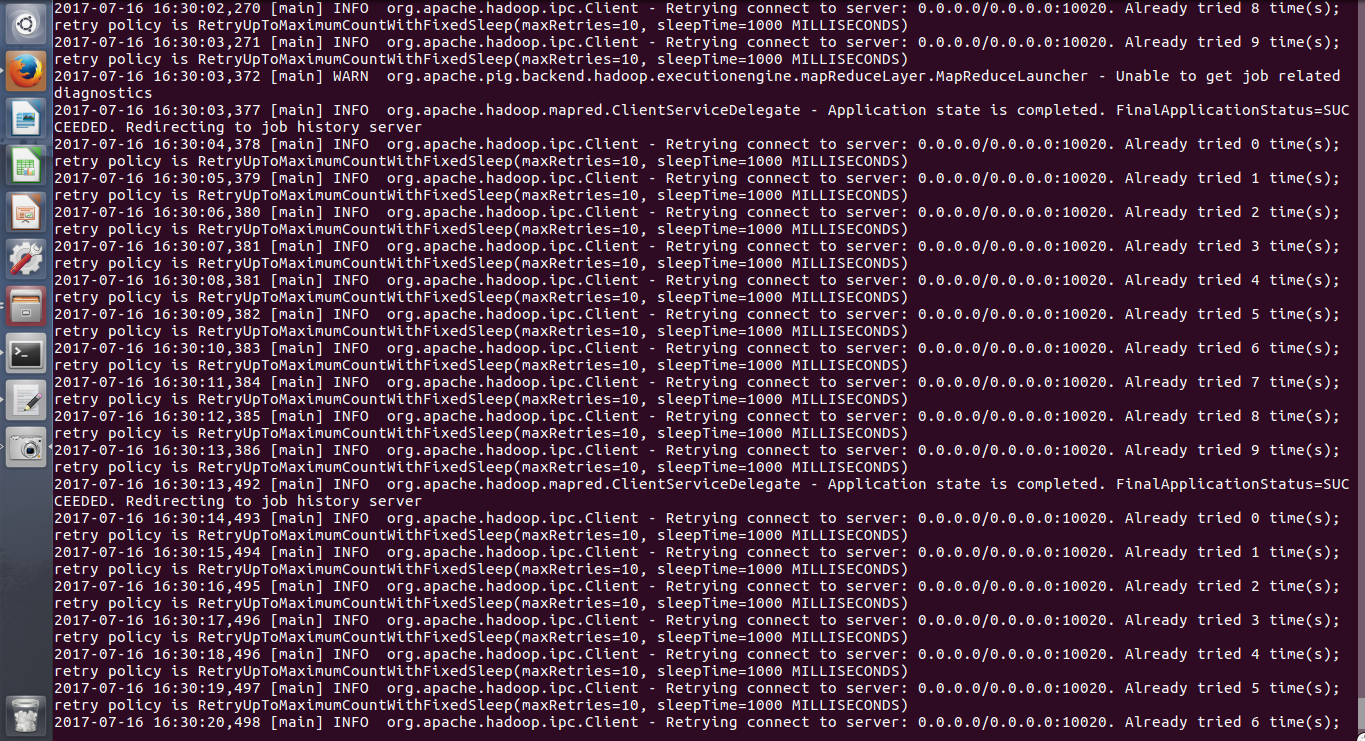 2017-07-16 16:30:02,270 [main] INFO  org.apache.hadoop.ipc.Client - Retrying connect to server: 0.0.0.0/0.0.0.0:10020. Already tried 8 time(s);
retry policy is RetryUpToMaximumCountWithFixedSleep(maxRetries=10, sleepTime=1000 MILLISECONDS)
2017-07-16 16:30:03,271 [main] INFO  org.apache.hadoop.ipc.Client - Retrying connect to server: 0.0.0.0/0.0.0.0:10020. Already tried 9 time(s);
retry policy is RetryUpToMaximumCountWithFixedSleep(maxRetries=10, sleepTime=1000 MILLISECONDS)
2017-07-16 16:30:03,372 [main] WARN  org.apache.pig.backend.hadoop.executionengine.mapReduceLayer.MapReduceLauncher - Unable to get job related
diagnostics
2017-07-16 16:30:03,377 [main] INFO  org.apache.hadoop.mapred.ClientServiceDelegate - Application state is completed. FinalApplicationStatus=SUC
CEEDED. Redirecting to job history server
2017-07-16 16:30:04,378 [main] INFO  org.apache.hadoop.ipc.Client - Retrying connect to server: 0.0.0.0/0.0.0.0:10020. Already tried 0 time(s);
retry policy is RetryUpToMaximumCountWithFixedSleep(maxRetries=10, sleepTime=1000 MILLISECONDS)
2017-07-16 16:30:05,379 [main] INFO  org.apache.hadoop.ipc.Client - Retrying connect to server: 0.0.0.0/0.0.0.0:10020. Already tried 1 time(s);
retry policy is RetryUpToMaximumCountWithFixedSleep(maxRetries=10, sleepTime=1000 MILLISECONDS)
2017-07-16 16:30:06,380 [main] INFO  org.apache.hadoop.ipc.Client - Retrying connect to server: 0.0.0.0/0.0.0.0:10020. Already tried 2 time(s);
retry policy is RetryUpToMaximumCountWithFixedSleep(maxRetries=10, sleepTime=1000 MILLISECONDS)
2017-07-16 16:30:07,381 [main] INFO  org.apache.hadoop.ipc.Client - Retrying connect to server: 0.0.0.0/0.0.0.0:10020. Already tried 3 time(s);
retry policy is RetryUpToMaximumCountWithFixedSleep(maxRetries=10, sleepTime=1000 MILLISECONDS)
2017-07-16 16:30:08,381 [main] INFO  org.apache.hadoop.ipc.Client - Retrying connect to server: 0.0.0.0/0.0.0.0:10020. Already tried 4 time(s);
retry policy is RetryUpToMaximumCountWithFixedSleep(maxRetries=10, sleepTime=1000 MILLISECONDS)
2017-07-16 16:30:09,382 [main] INFO  org.apache.hadoop.ipc.Client - Retrying connect to server: 0.0.0.0/0.0.0.0:10020. Already tried 5 time(s);
retry policy is RetryUpToMaximumCountWithFixedSleep(maxRetries=10, sleepTime=1000 MILLISECONDS)
2017-07-16 16:30:10,383 [main] INFO  org.apache.hadoop.ipc.Client - Retrying connect to server: 0.0.0.0/0.0.0.0:10020. Already tried 6 time(s);
retry policy is RetryUpToMaximumCountWithFixedSleep(maxRetries=10, sleepTime=1000 MILLISECONDS)
2017-07-16 16:30:11,384 [main] INFO  org.apache.hadoop.ipc.Client - Retrying connect to server: 0.0.0.0/0.0.0.0:10020. Already tried 7 time(s);
retry policy is RetryUpToMaximumCountWithFixedSleep(maxRetries=10, sleepTime=1000 MILLISECONDS)
2017-07-16 16:30:12,385 [main] INFO  org.apache.hadoop.ipc.Client - Retrying connect to server: 0.0.0.0/0.0.0.0:10020. Already tried 8 time(s);
retry policy is RetryUpToMaximumCountWithFixedSleep(maxRetries=10, sleepTime=1000 MILLISECONDS)
2017-07-16 16:30:13,386 [main] INFO  org.apache.hadoop.ipc.Client - Retrying connect to server: 0.0.0.0/0.0.0.0:10020. Already tried 9 time(s);
retry policy is RetryUpToMaximumCountWithFixedSleep(maxRetries=10, sleepTime=1000 MILLISECONDS)
2017-07-16 16:30:13,492 [main] INFO  org.apache.hadoop.mapred.ClientServiceDelegate - Application state is completed. FinalApplicationStatus=SUC
CEEDED. Redirecting to job history server
2017-07-16 16:30:14,493 [main] INFO  org.apache.hadoop.ipc.Client - Retrying connect to server: 0.0.0.0/0.0.0.0:10020. Already tried 0 time(s);
retry policy is RetryUpToMaximumCountWithFixedSleep(maxRetries=10, sleepTime=1000 MILLISECONDS)
2017-07-16 16:30:15,494 [main] INFO  org.apache.hadoop.ipc.Client - Retrying connect to server: 0.0.0.0/0.0.0.0:10020. Already tried 1 time(s);
retry policy is RetryUpToMaximumCountWithFixedSleep(maxRetries=10, sleepTime=1000 MILLISECONDS)
2017-07-16 16:30:16,495 [main] INFO  org.apache.hadoop.ipc.Client - Retrying connect to server: 0.0.0.0/0.0.0.0:10020. Already tried 2 time(s);
retry policy is RetryUpToMaximumCountWithFixedSleep(maxRetries=10, sleepTime=1000 MILLISECONDS)
2017-07-16 16:30:17,496 [main] INFO  org.apache.hadoop.ipc.Client - Retrying connect to server: 0.0.0.0/0.0.0.0:10020. Already tried 3 time(s);
retry policy is RetryUpToMaximumCountWithFixedSleep(maxRetries=10, sleepTime=1000 MILLISECONDS)
2017-07-16 16:30:18,496 [main] INFO  org.apache.hadoop.ipc.Client - Retrying connect to server: 0.0.0.0/0.0.0.0:10020. Already tried 4 time(s);
retry policy is RetryUpToMaximumCountWithFixedSleep(maxRetries=10, sleepTime=1000 MILLISECONDS)
2017-07-16 16:30:19,497 [main] INFO  org.apache.hadoop.ipc.Client - Retrying connect to server: 0.0.0.0/0.0.0.0:10020. Already tried 5 time(s);
retry policy is RetryUpToMaximumCountWithFixedSleep(maxRetries=10, sleepTime=1000 MILLISECONDS)
2017-07-16 16:30:20,498 [main] INFO  org.apache.hadoop.ipc.Client - Retrying connect to server: 0.0.0.0/0.0.0.0:10020. Already tried 6 time(s);